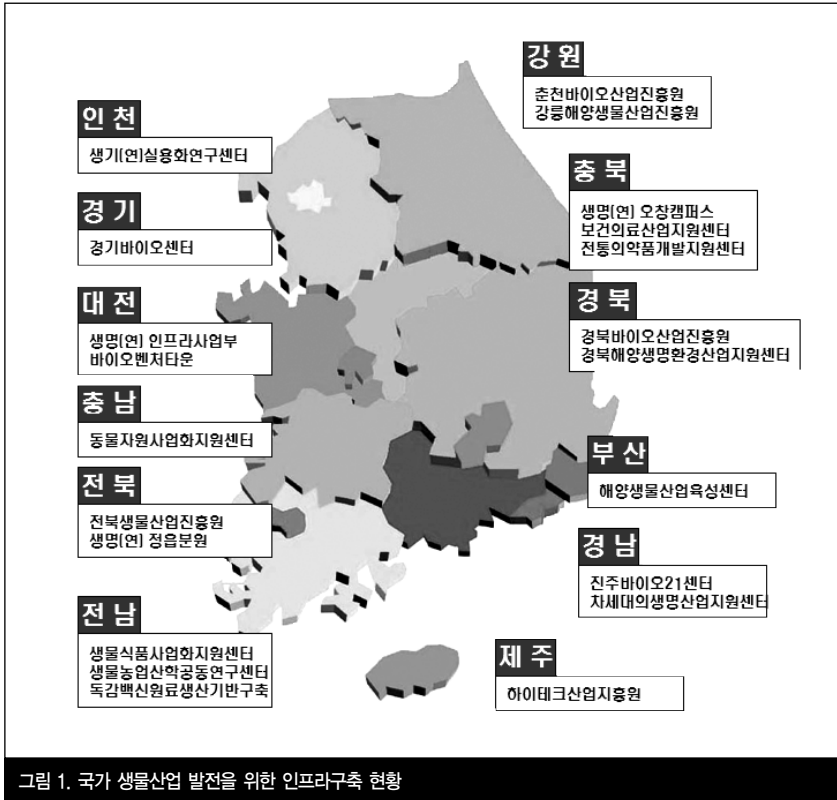 강원
춘천바이오산업진흥원
강릉해양생물산업진흥원
인천
생기(연)실용화연구센터
충북
생명(연) 오창캠퍼스
보건의료산업지원센터
전통의약품개발지원센터
경기
경기바이오센터
대전
생명(연) 인프라사업부
바이오벤처타운
경북
경북바이오산업진흥원
경북해양생명환경산업지원센터
충남
동물자원사업화지원센터
부산
해양생물산업육성센터
전북
전북생물산업진흥원
생명(연) 정읍분원
경남
진주바이오21센터
차세대의생명산업지원센터
전남
생물식품사업화지원센터
생물농업산학공동연구센터
독감백신원료생산기반구축
제주
하이테크산업지흥원
그림 1. 국가 생물산업 발전을 위한 인프라구축 현황